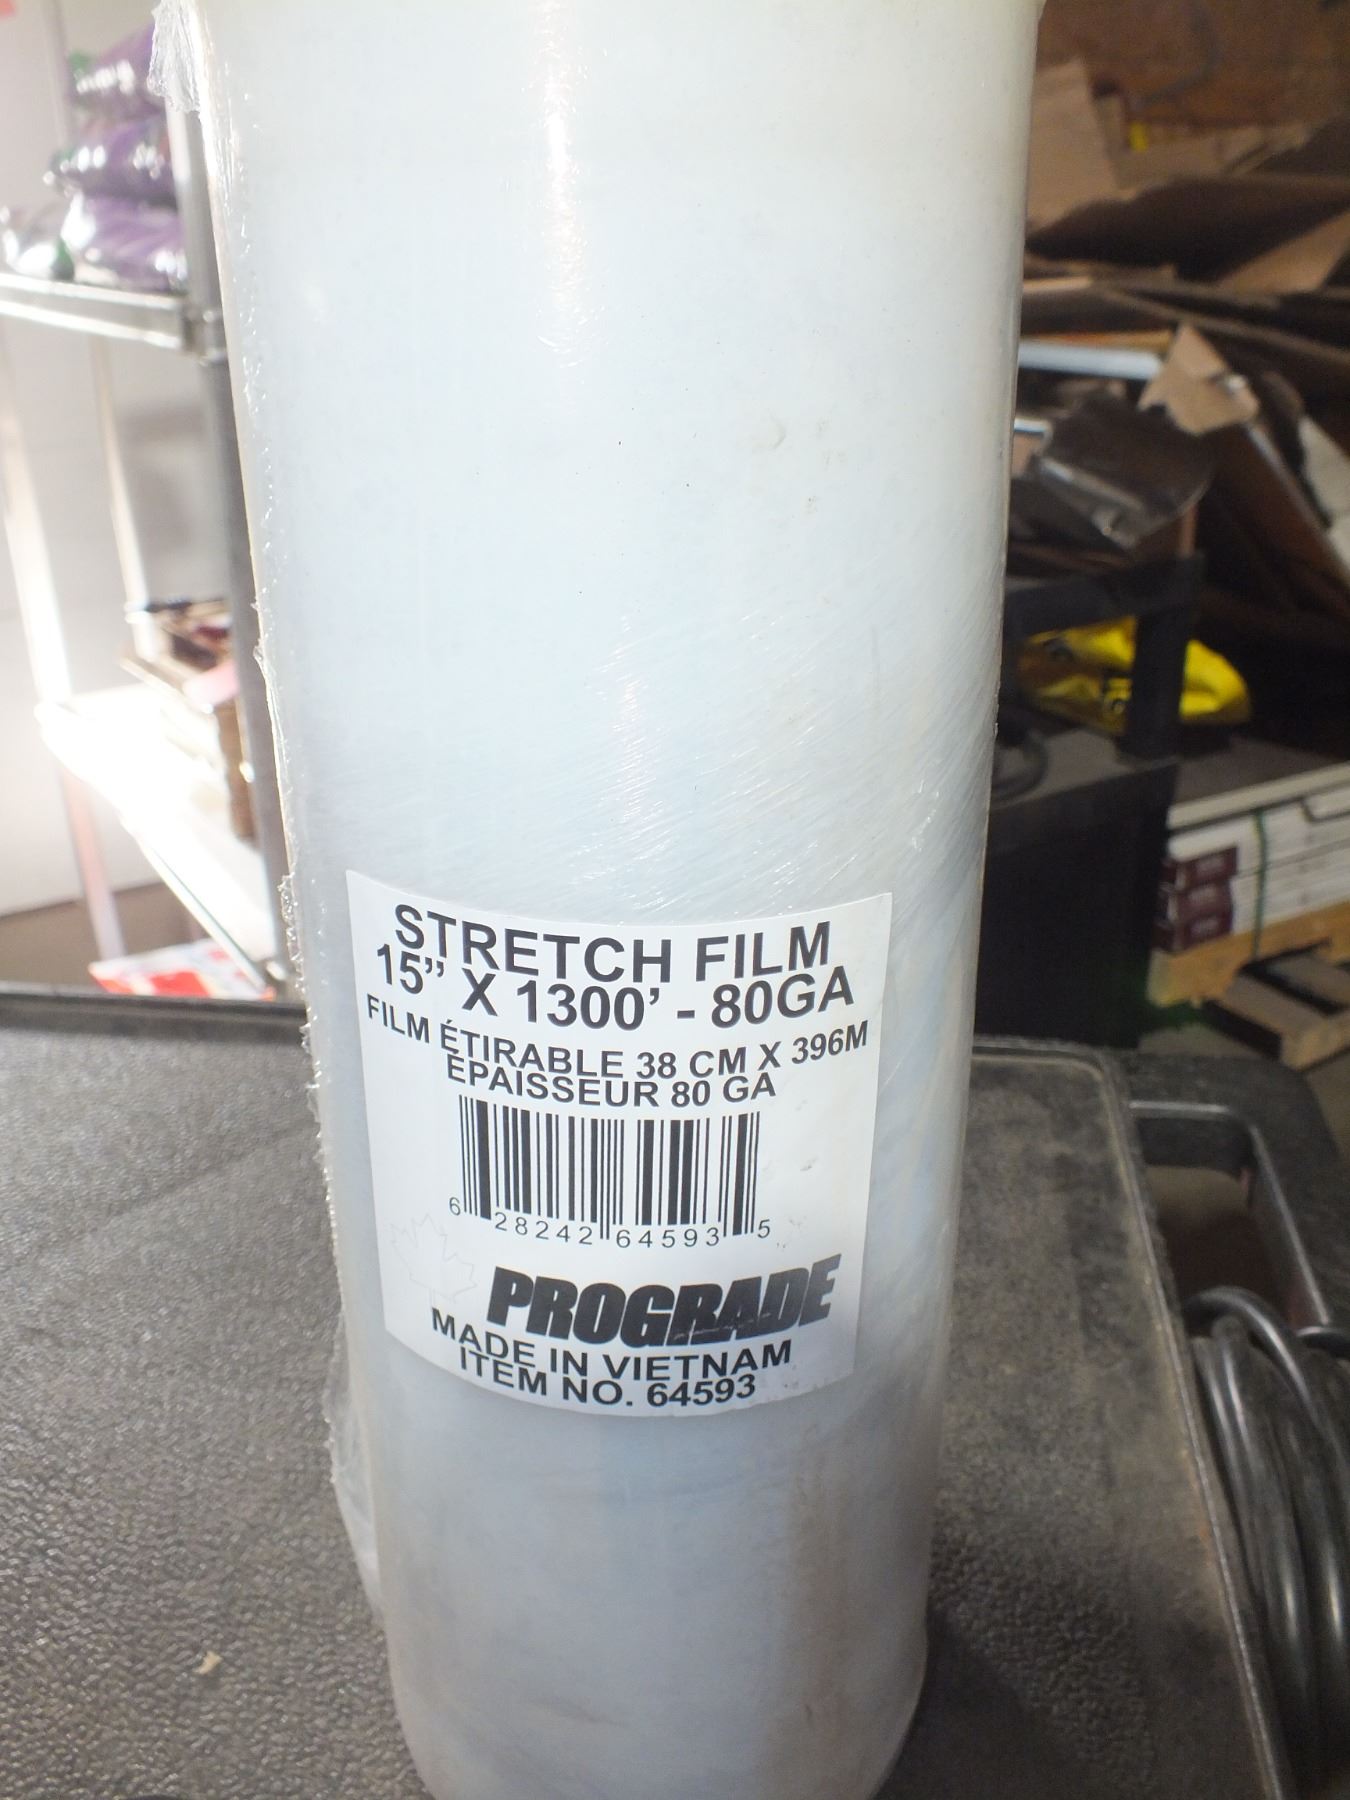 STRETCH FILM
15” X 1300’ - 80GA
FILM ÉTIRABLE 38 CM X 396M
ÉPAISSEUR 80 GA
6 28242 64593 5
PROGRADE
MADE IN VIETNAM
ITEM NO. 64593